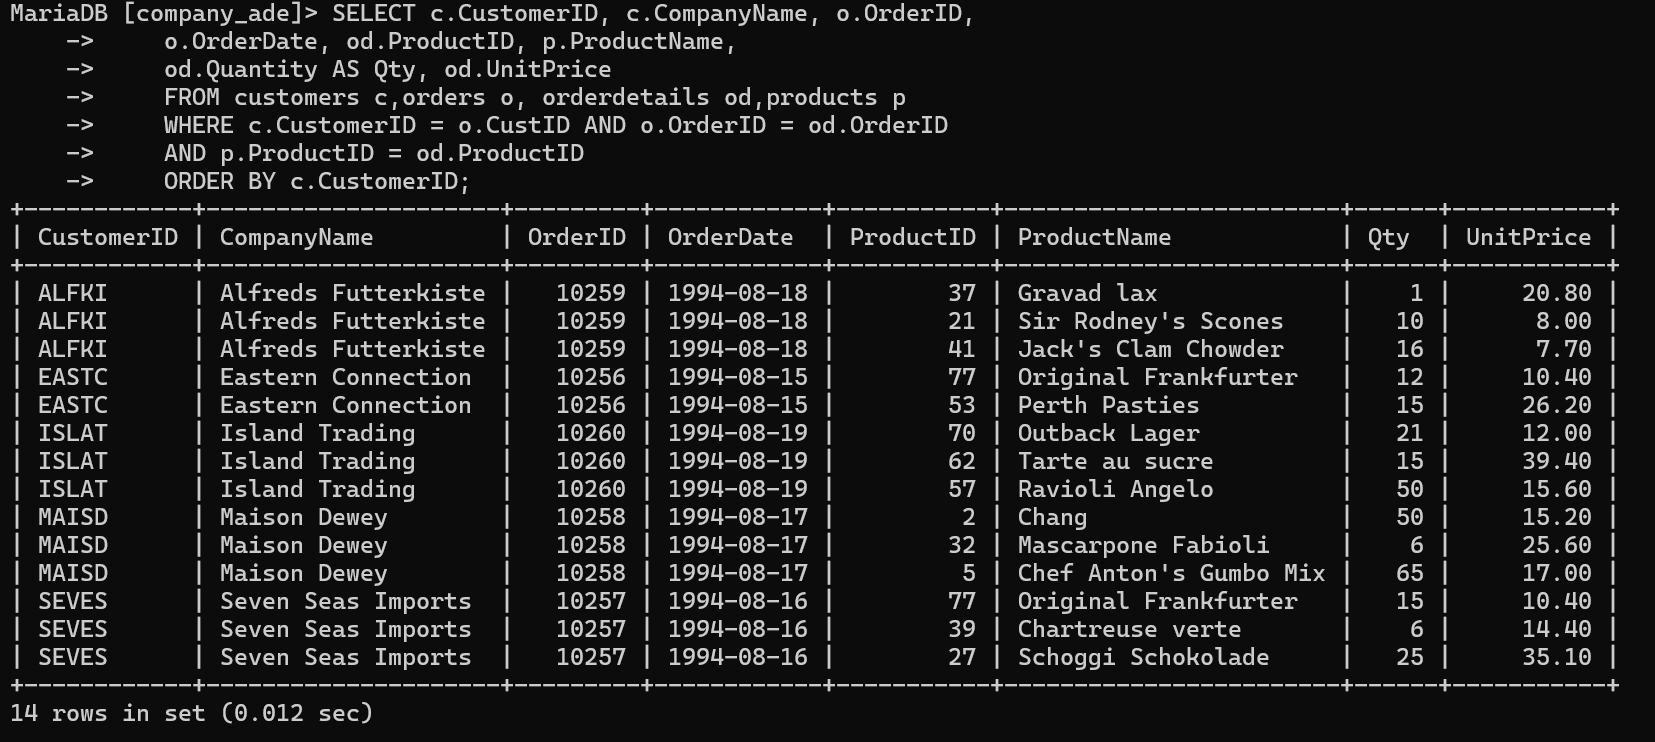 MariaDB [company_ade]> SELECT c.CustomerID, c.CompanyName, o.OrderID,
    ->     o.OrderDate, od.ProductID, p.ProductName,
    ->     od.Quantity AS Qty, od.UnitPrice
    ->     FROM customers c,orders o, orderdetails od,products p
    ->     WHERE c.CustomerID = o.CustID AND o.OrderID = od.OrderID
    ->     AND p.ProductID = od.ProductID
    ->     ORDER BY c.CustomerID;
+------------+---------------------+---------+------------+-----------+------------------------+------+-----------+
| CustomerID | CompanyName         | OrderID | OrderDate  | ProductID | ProductName            | Qty  | UnitPrice |
+------------+---------------------+---------+------------+-----------+------------------------+------+-----------+
| ALFKI      | Alfreds Futterkiste |   10259 | 1994-08-18 |        37 | Gravad lax             |    1 |     20.80 |
| ALFKI      | Alfreds Futterkiste |   10259 | 1994-08-18 |        21 | Sir Rodney's Scones    |   10 |      8.00 |
| ALFKI      | Alfreds Futterkiste |   10259 | 1994-08-18 |        41 | Jack's Clam Chowder    |   16 |      7.70 |
| EASTC      | Eastern Connection  |   10256 | 1994-08-15 |        77 | Original Frankfurter   |   12 |     10.40 |
| EASTC      | Eastern Connection  |   10256 | 1994-08-15 |        53 | Perth Pasties          |   15 |     26.20 |
| ISLAT      | Island Trading      |   10260 | 1994-08-19 |        70 | Outback Lager          |   21 |     12.00 |
| ISLAT      | Island Trading      |   10260 | 1994-08-19 |        62 | Tarte au sucre         |   15 |     39.40 |
| ISLAT      | Island Trading      |   10260 | 1994-08-19 |        57 | Ravioli Angelo         |   50 |     15.60 |
| MAISD      | Maison Dewey        |   10258 | 1994-08-17 |         2 | Chang                  |   50 |     15.20 |
| MAISD      | Maison Dewey        |   10258 | 1994-08-17 |        32 | Mascarpone Fabioli     |    6 |     25.60 |
| MAISD      | Maison Dewey        |   10258 | 1994-08-17 |         5 | Chef Anton's Gumbo Mix |   65 |     17.00 |
| SEVES      | Seven Seas Imports  |   10257 | 1994-08-16 |        77 | Original Frankfurter   |   15 |     10.40 |
| SEVES      | Seven Seas Imports  |   10257 | 1994-08-16 |        39 | Chartreuse verte       |    6 |     14.40 |
| SEVES      | Seven Seas Imports  |   10257 | 1994-08-16 |        27 | Schoggi Schokolade     |   25 |     35.10 |
+------------+---------------------+---------+------------+-----------+------------------------+------+-----------+
14 rows in set (0.012 sec)